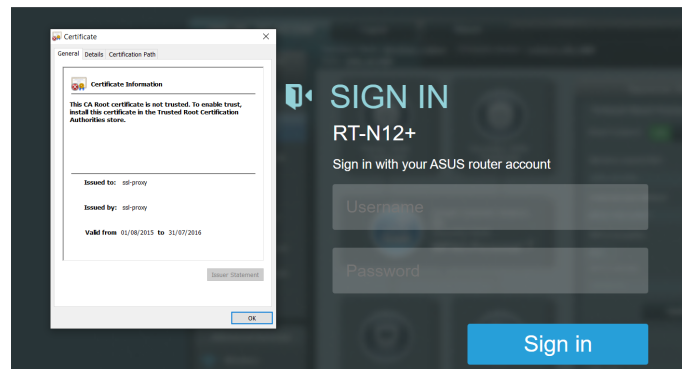 Certificate
General Details Certification Path
Certificate Information
This CA Root certificate is not trusted. To enable trust,
install this certificate in the Trusted Root Certification
Authorities store.
Issued to: ssl-proxy
Issued by: ssl-proxy
Valid from 01/08/2015 to 31/07/2016
Issuer Statement
OK
SIGN IN
RT-N12+
Sign in with your ASUS router account
Username
Password
Sign in